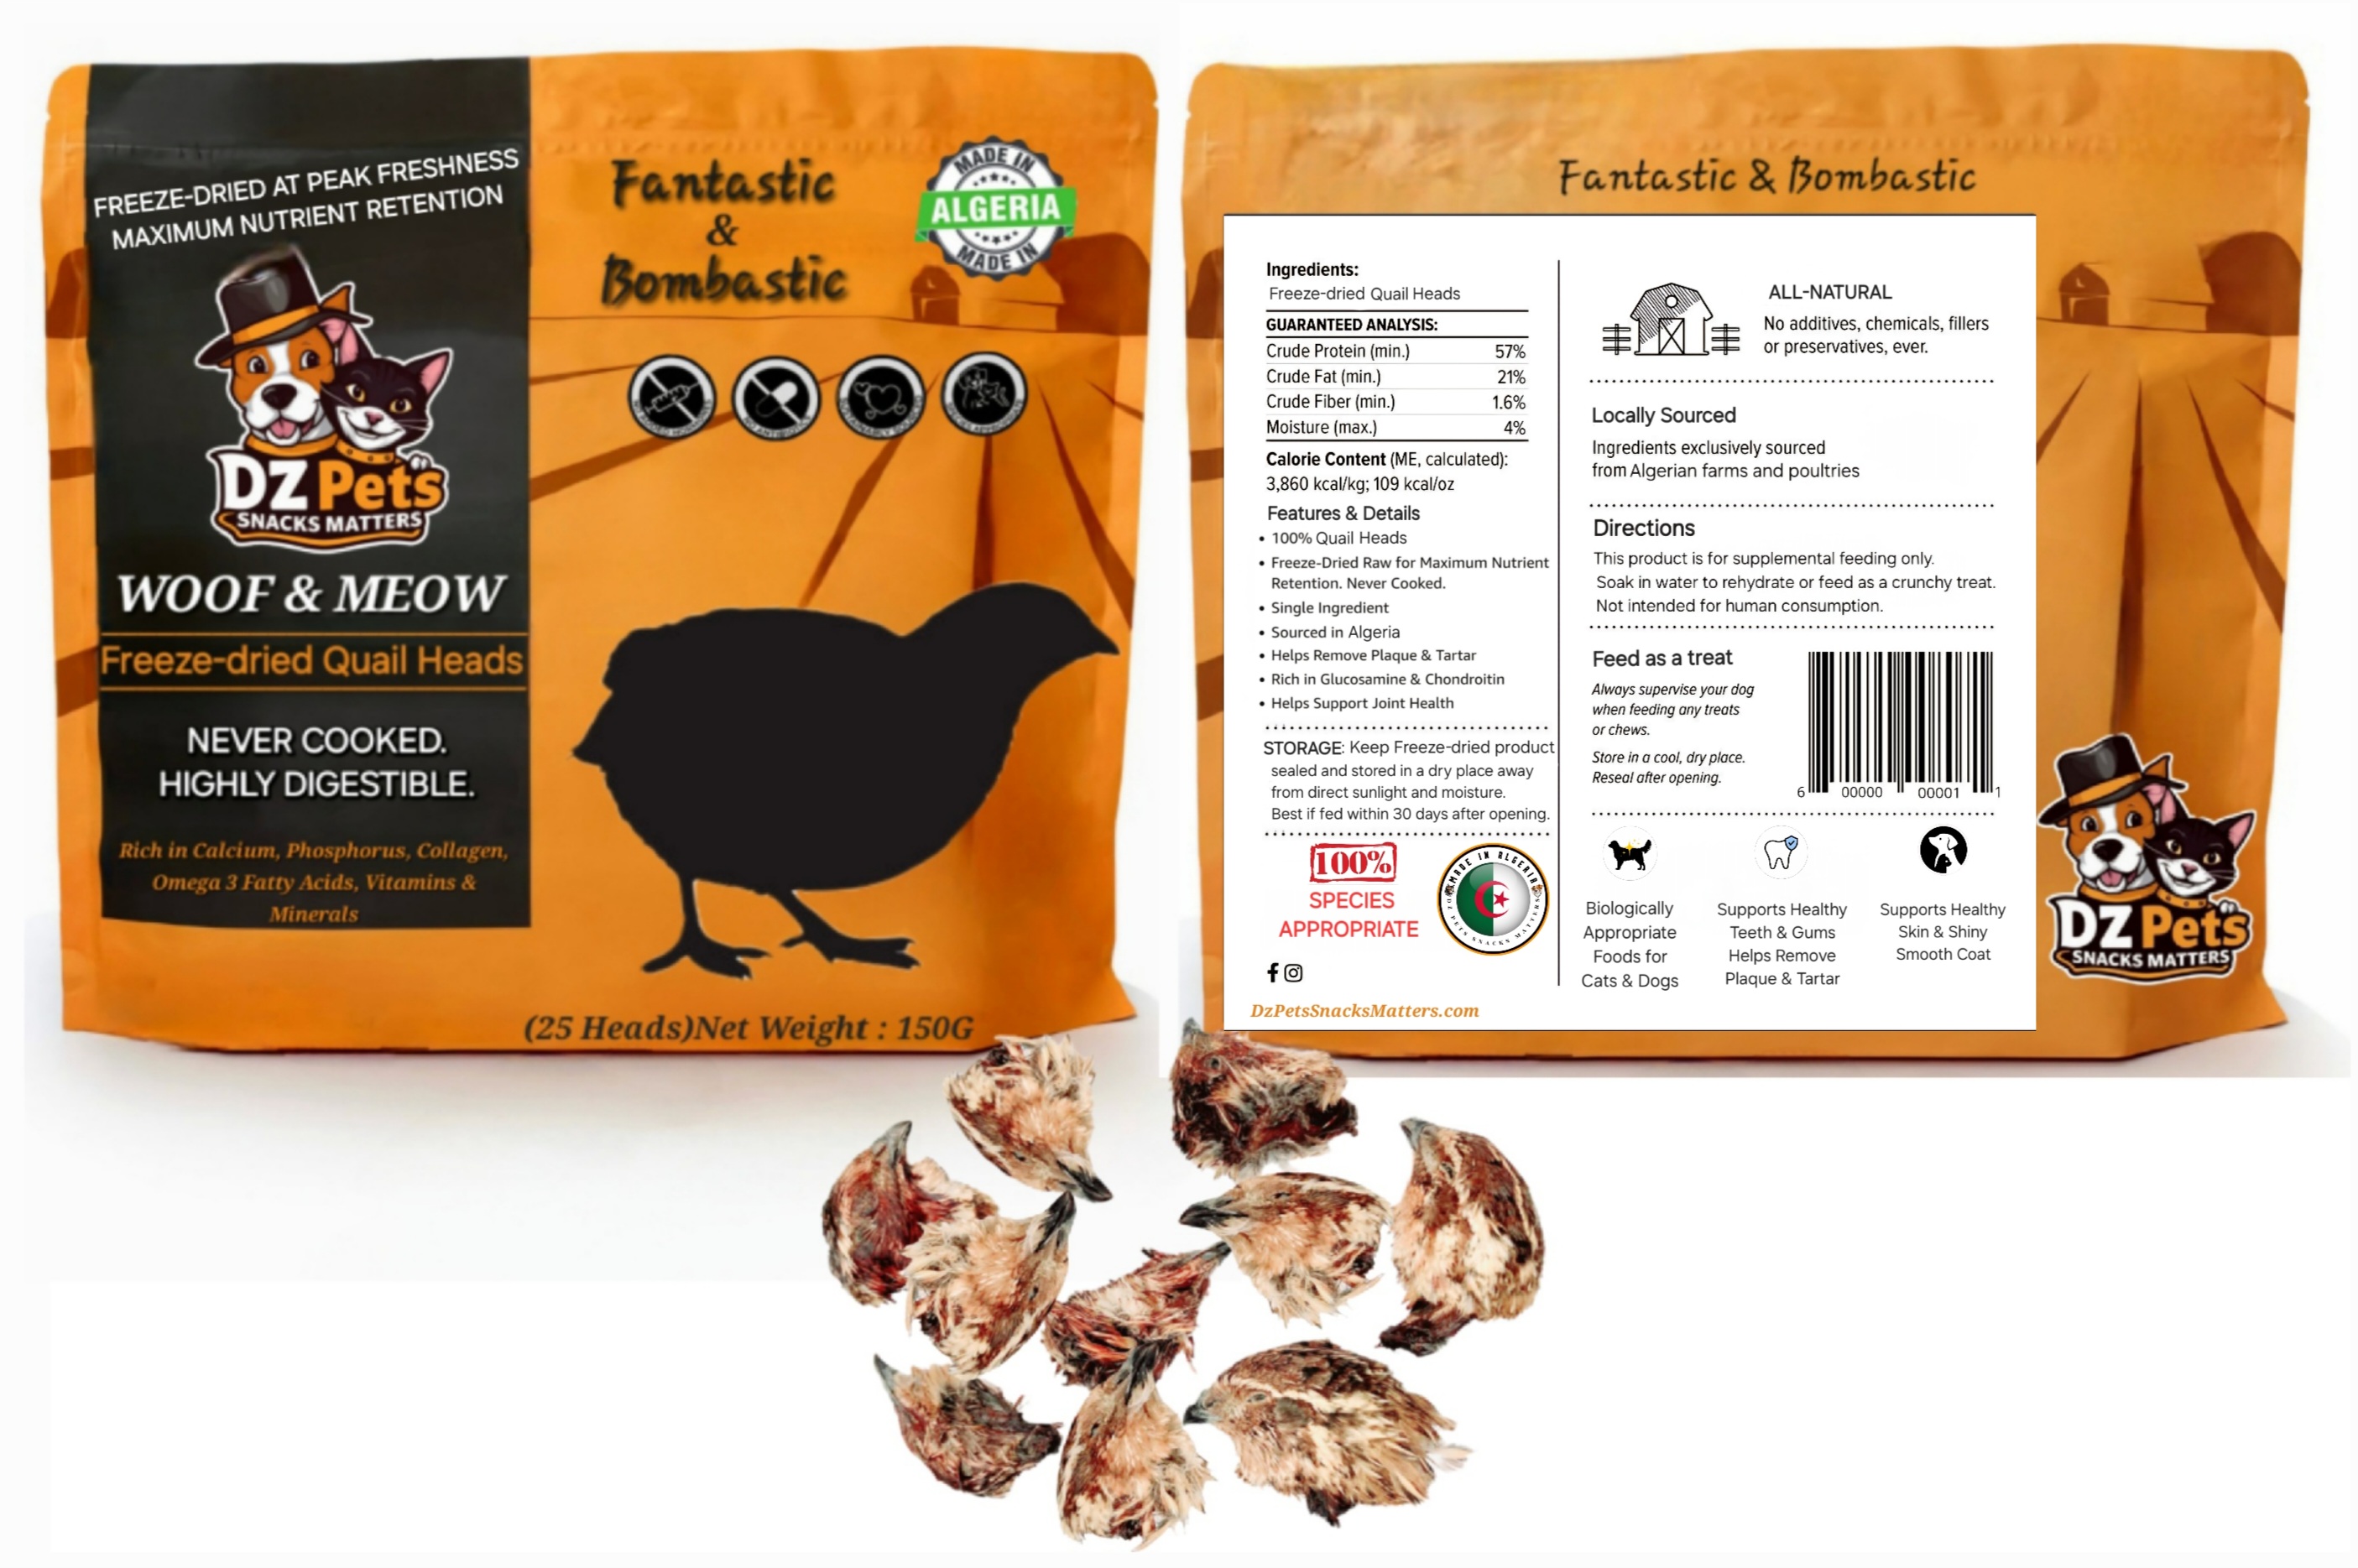 FREEZE-DRIED AT PEAK FRESHNESS
MAXIMUM NUTRIENT RETENTION
DZ Pets
SNACKS MATTERS
WOOF & MEOW
Freeze-dried Quail Heads
NEVER COOKED.
HIGHLY DIGESTIBLE.
Rich in Calcium, Phosphorus, Collagen,
Omega 3 Fatty Acids, Vitamins &
Minerals
Fantastic
&
Bombastic
MADE IN
ALGERIA
MADE IN
(25 Heads)Net Weight : 150G
Fantastic & Bombastic
Ingredients:
Freeze-dried Quail Heads
GUARANTEED ANALYSIS:
Crude Protein (min.) 57%
Crude Fat (min.) 21%
Crude Fiber (min.) 1.6%
Moisture (max.) 4%
Calorie Content (ME, calculated):
3,860 kcal/kg; 109 kcal/oz
Features & Details
• 100% Quail Heads
• Freeze-Dried Raw for Maximum Nutrient
Retention. Never Cooked.
• Single Ingredient
• Sourced in Algeria
• Helps Remove Plaque & Tartar
• Rich in Glucosamine & Chondroitin
• Helps Support Joint Health
STORAGE: Keep Freeze-dried product
sealed and stored in a dry place away
from direct sunlight and moisture.
Best if fed within 30 days after opening.
100%
SPECIES
APPROPRIATE
MADE IN ALGERIA
DZ PETS SNACKS MATTERS
DzPetsSnacksMatters.com
ALL-NATURAL
No additives, chemicals, fillers
or preservatives, ever.
Locally Sourced
Ingredients exclusively sourced
from Algerian farms and poultries
Directions
This product is for supplemental feeding only.
Soak in water to rehydrate or feed as a crunchy treat.
Not intended for human consumption.
Feed as a treat
Always supervise your dog
when feeding any treats
or chews.
Store in a cool, dry place.
Reseal after opening.
6 00000 00001 1
Biologically
Appropriate
Foods for
Cats & Dogs
Supports Healthy
Teeth & Gums
Helps Remove
Plaque & Tartar
Supports Healthy
Skin & Shiny
Smooth Coat
DZ Pets
SNACKS MATTERS